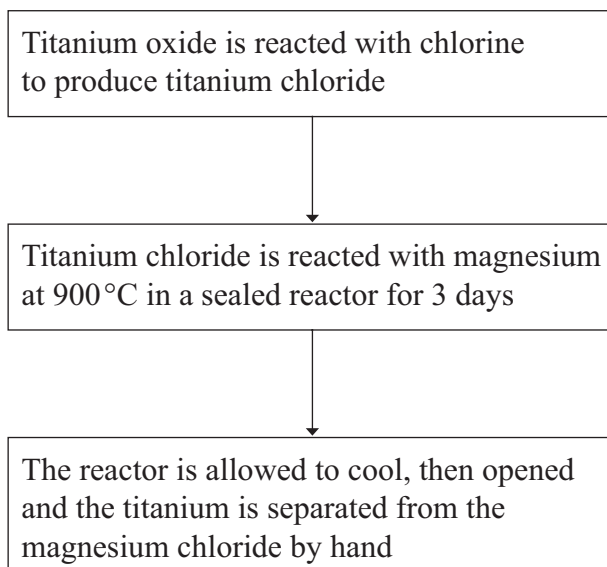 Titanium oxide is reacted with chlorine
to produce titanium chloride
Titanium chloride is reacted with magnesium
at 900 °C in a sealed reactor for 3 days
The reactor is allowed to cool, then opened
and the titanium is separated from the
magnesium chloride by hand